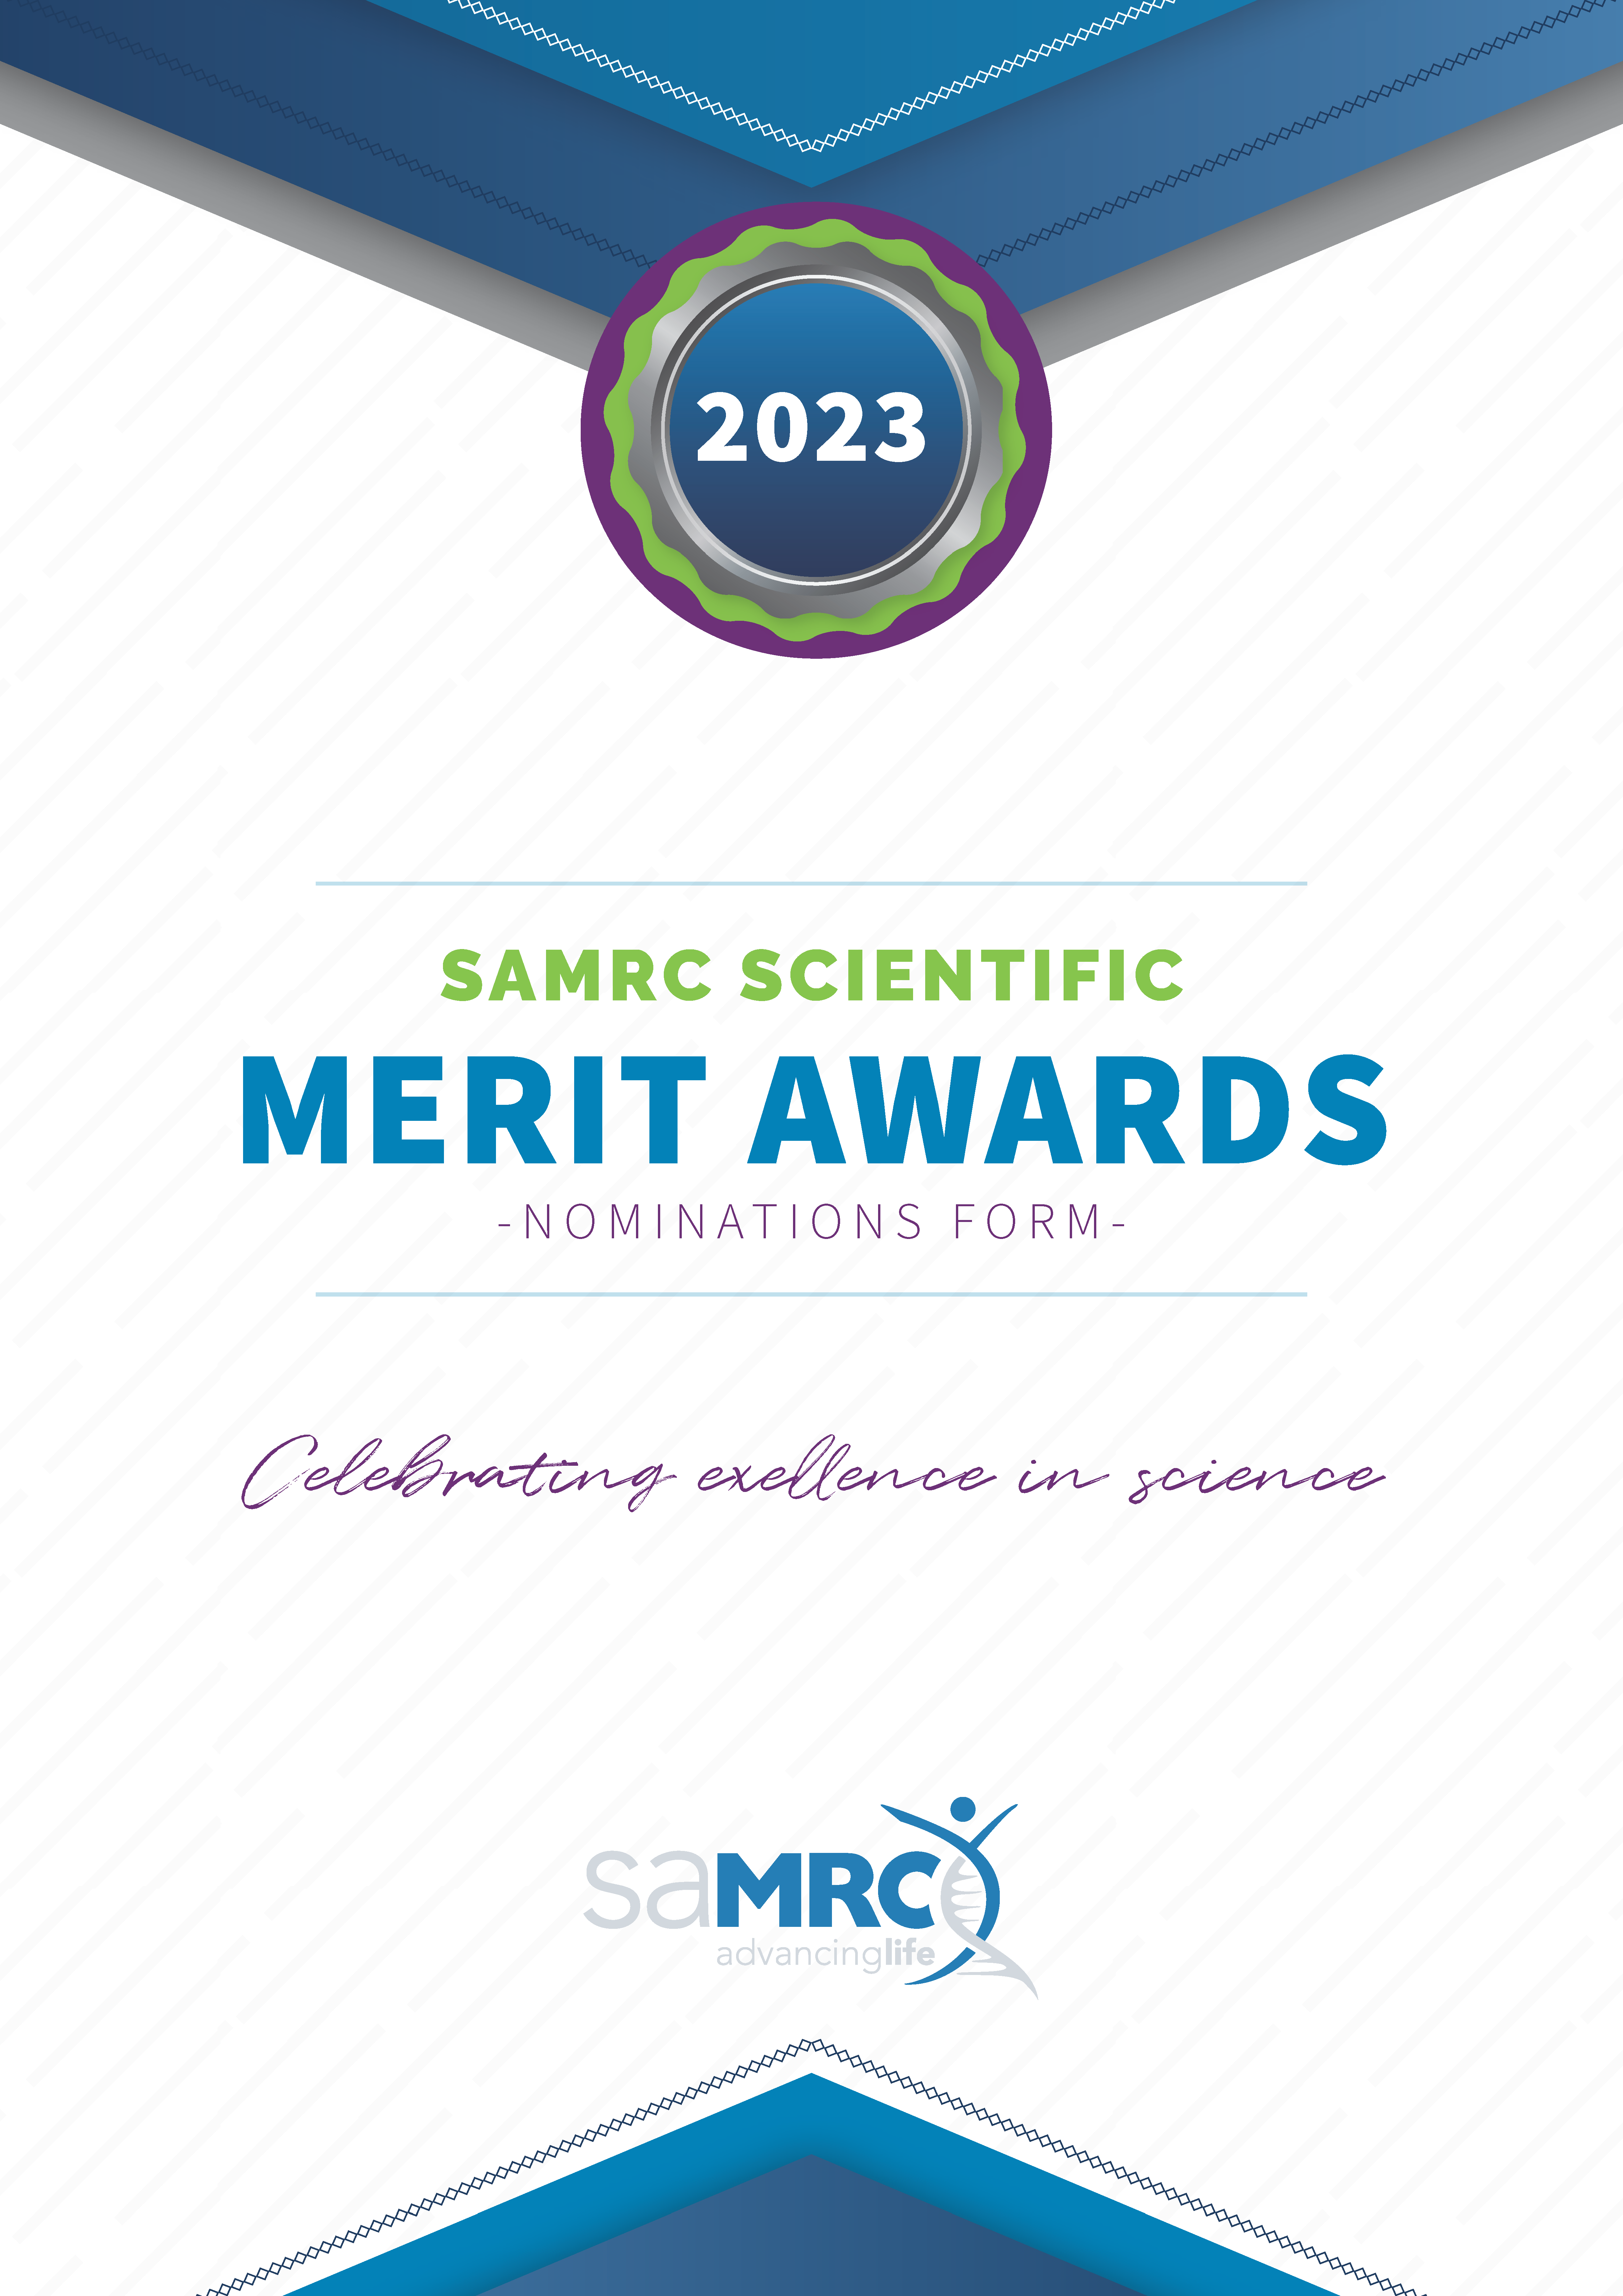 2023
SAMRC SCIENTIFIC
MERIT AWARDS
-NOMINATIONS FORM-
Celebrating exellence in science
saMRC
advancinglife